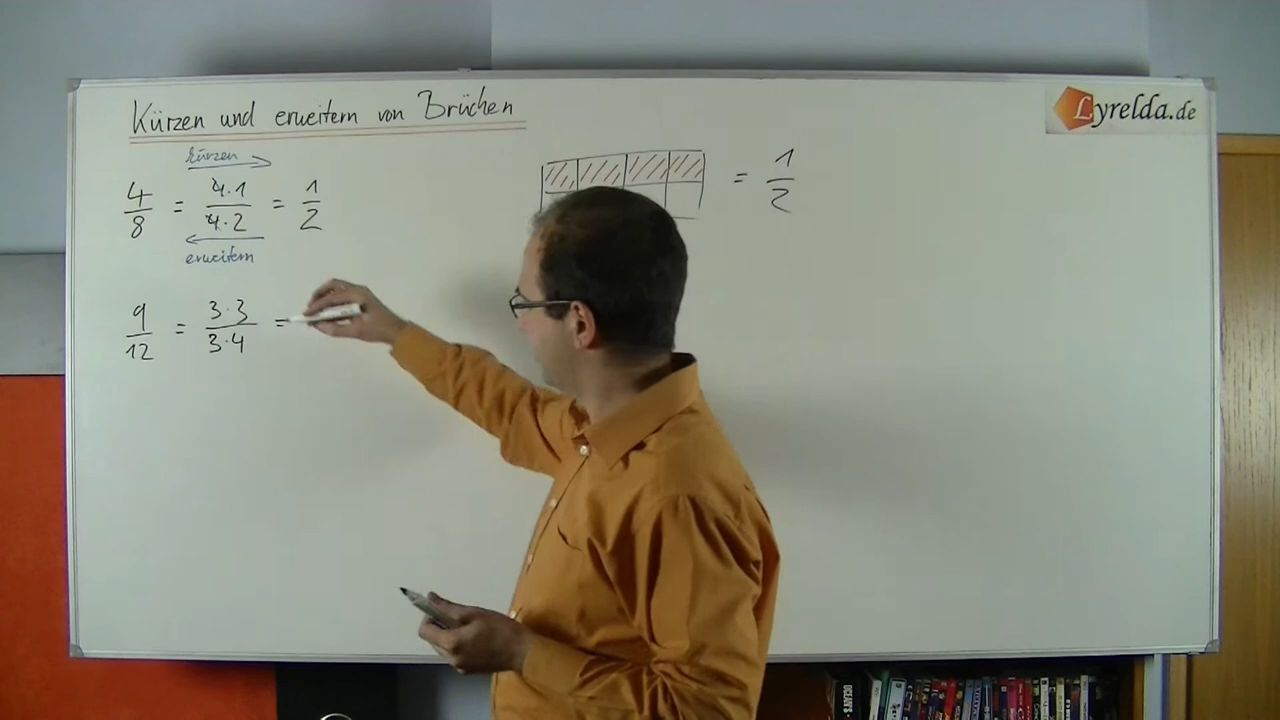 Kürzen und erweitern von Brüchen
Lyrelda.de
kürzen
4/8 = 4·1/4·2 = 1/2
erweitern
= 1/2
9/12 = 3·3/3·4 =